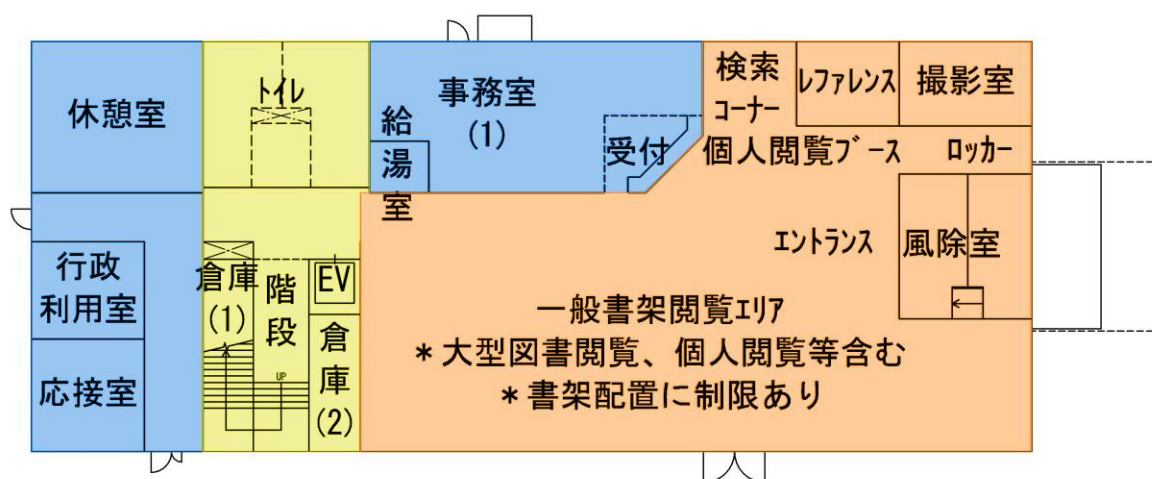 休憩室
トイレ
給湯室
事務室
(1)
受付
検索
コーナー
レファレンス
撮影室
個人閲覧ブース
ロッカー
行政
利用室
応接室
倉庫
(1)
階段
UP
EV
倉庫
(2)
エントランス
風除室
一般書架閲覧エリア
*大型図書閲覧、個人閲覧等含む
*書架配置に制限あり